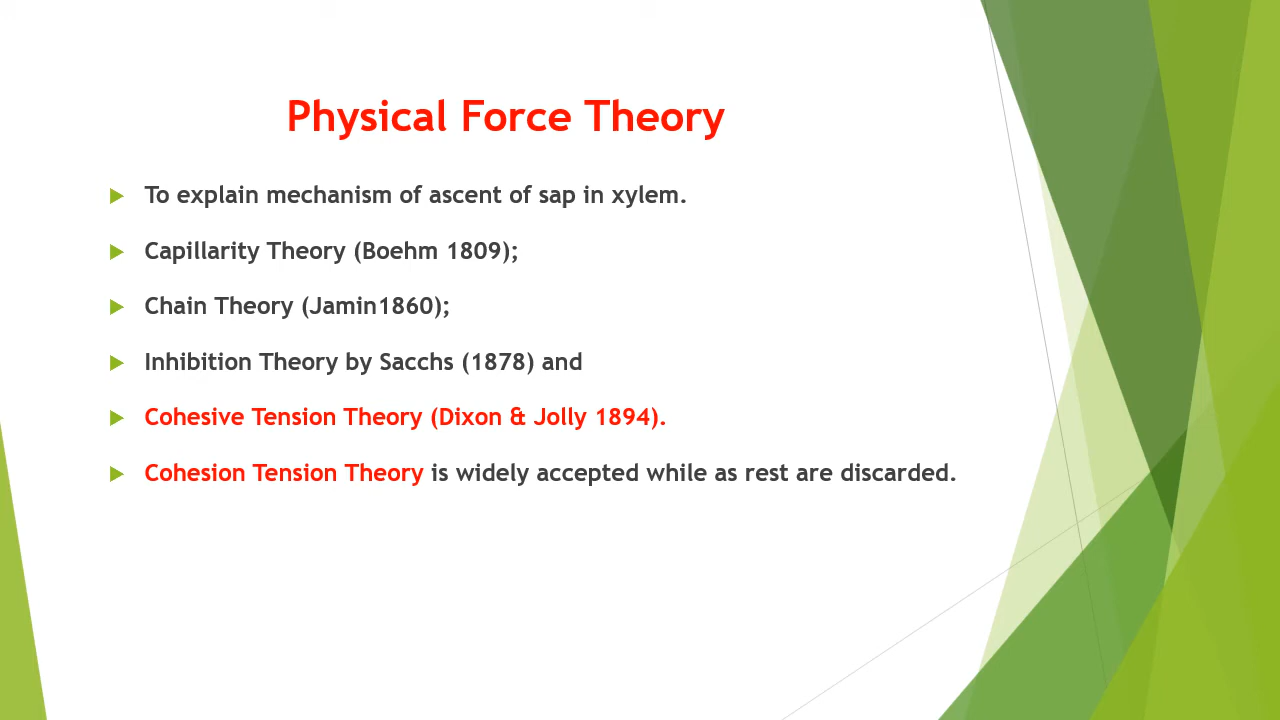 Physical Force Theory
To explain mechanism of ascent of sap in xylem.
Capillarity Theory (Boehm 1809);
Chain Theory (Jamin1860);
Inhibition Theory by Sacchs (1878) and
Cohesive Tension Theory (Dixon & Jolly 1894).
Cohesion Tension Theory is widely accepted while as rest are discarded.